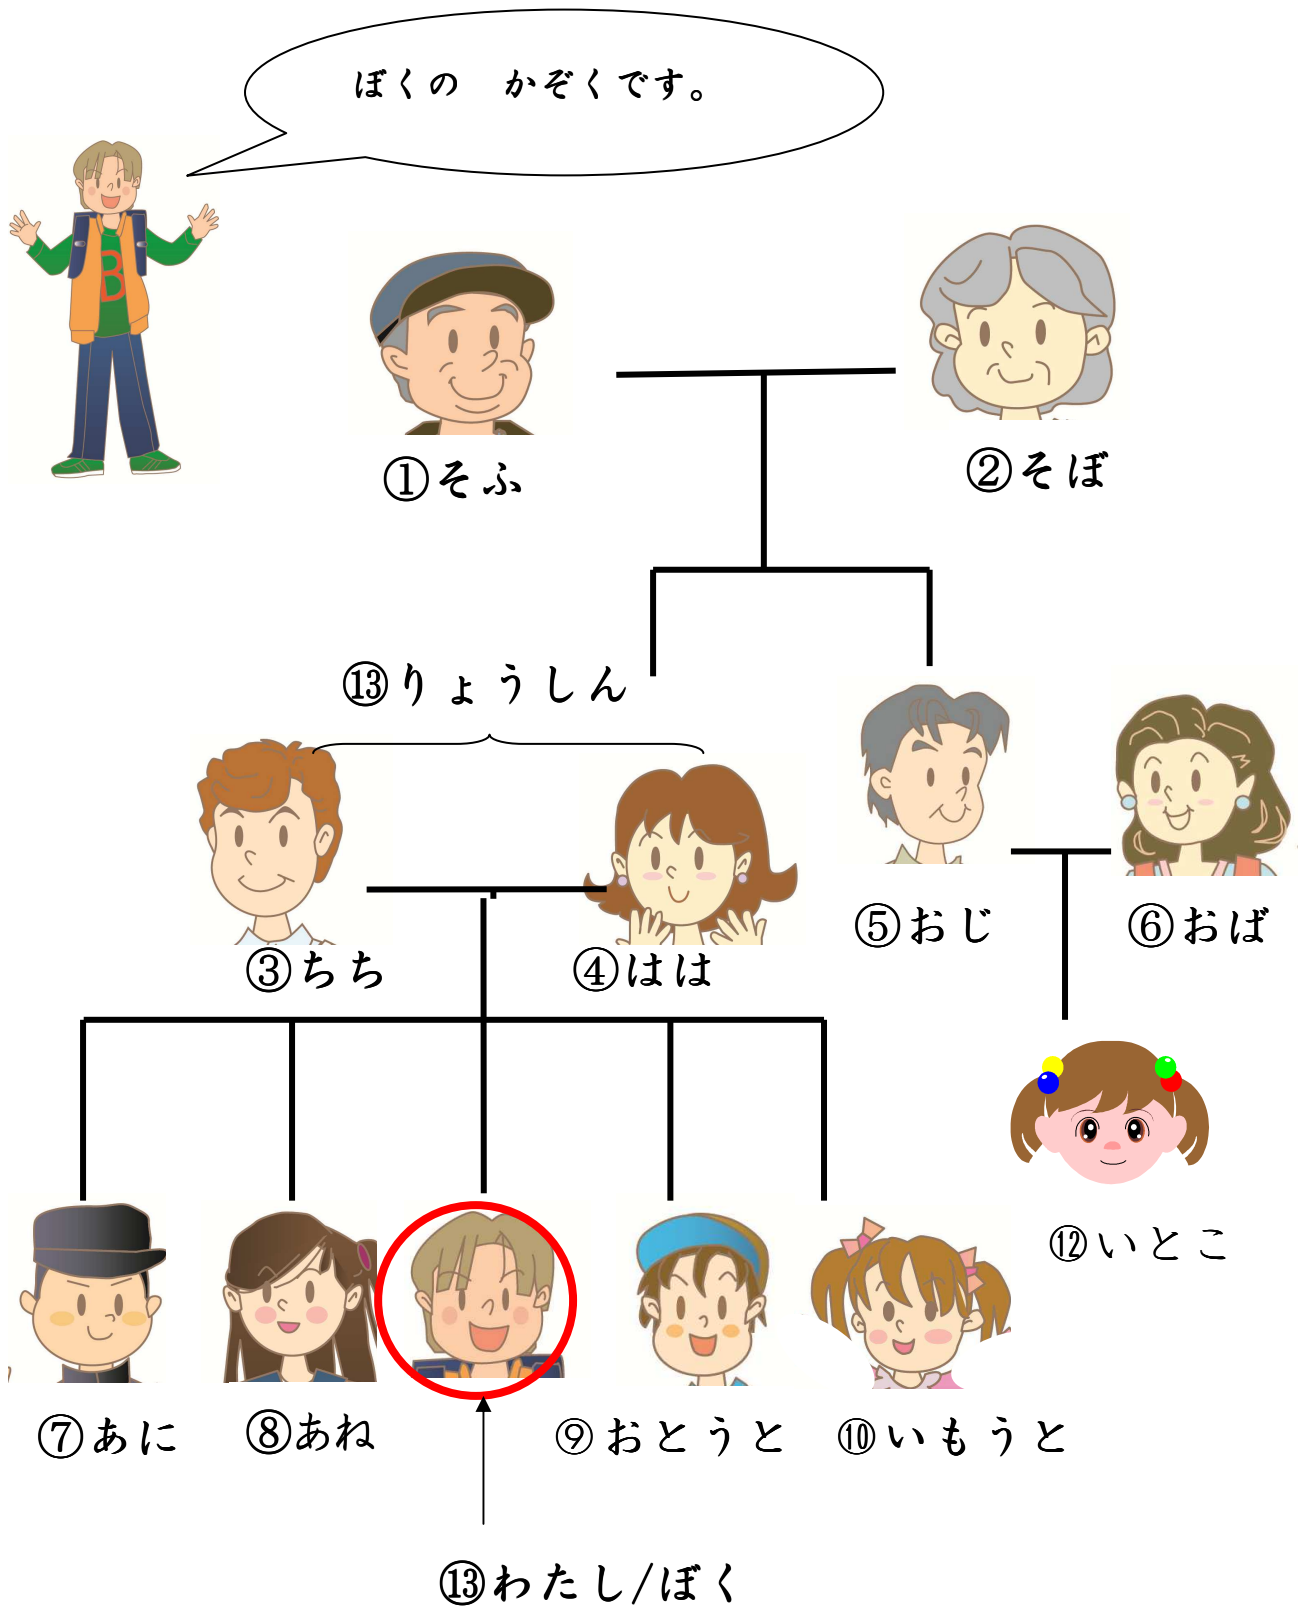 ぼくの　かぞくです。
B
①そふ
②そぼ
⑬りょうしん
③ちち
④はは
⑤おじ
⑥おば
⑫いとこ
⑦あに
⑧あね
⑨おとうと
⑩いもうと
⑬わたし/ぼく